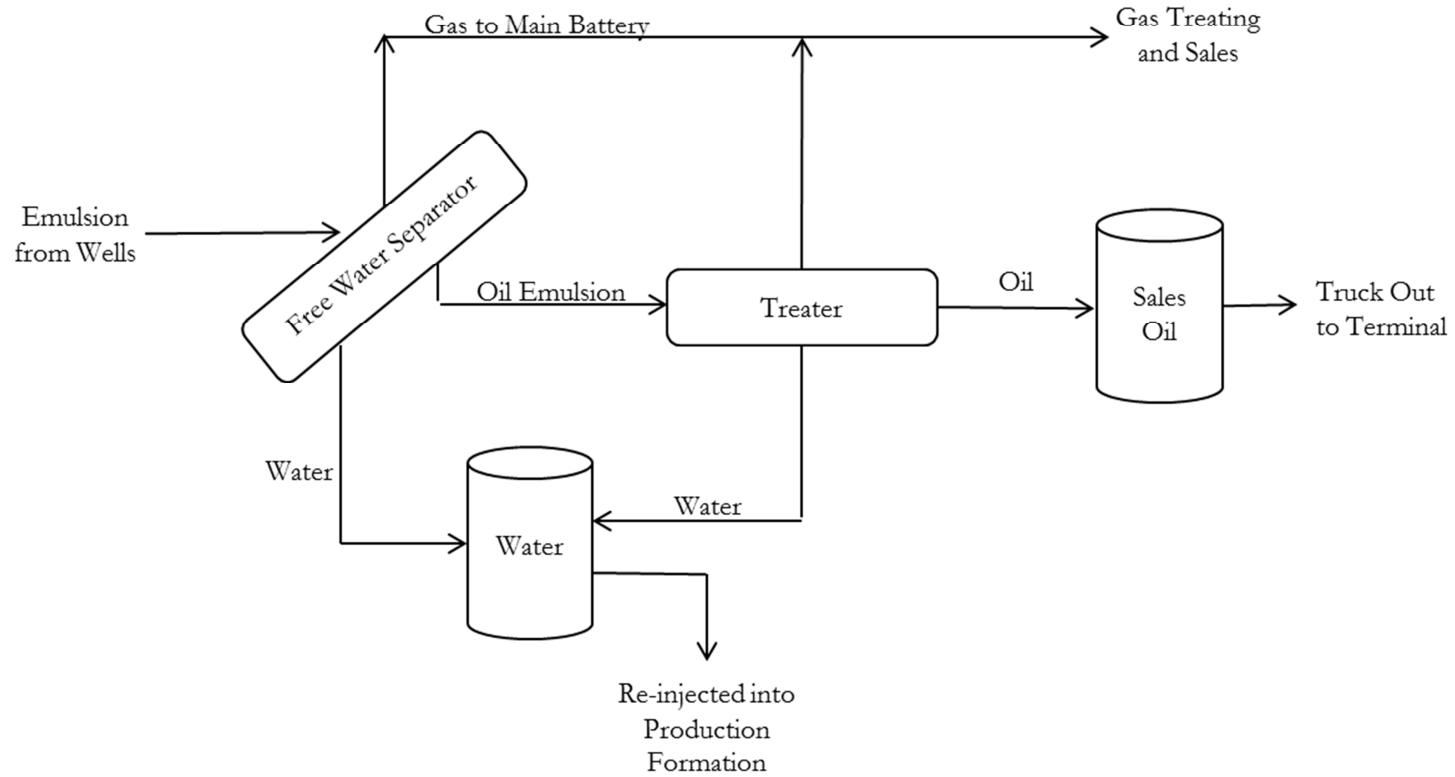 Gas to Main Battery
Gas Treating
and Sales
Emulsion
from Wells
Free Water Separator
Oil Emulsion
Treater
Oil
Sales
Oil
Truck Out
to Terminal
Water
Water
Water
Re-injected into
Production
Formation